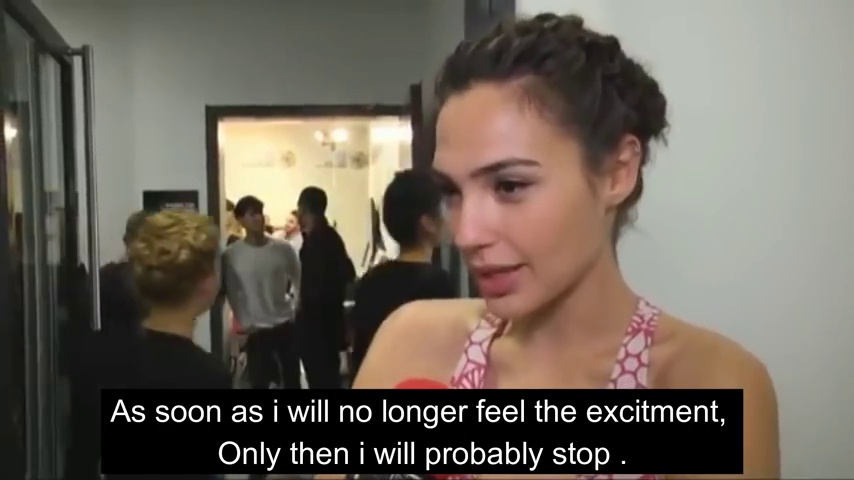 As soon as i will no longer feel the excitment,
Only then i will probably stop .